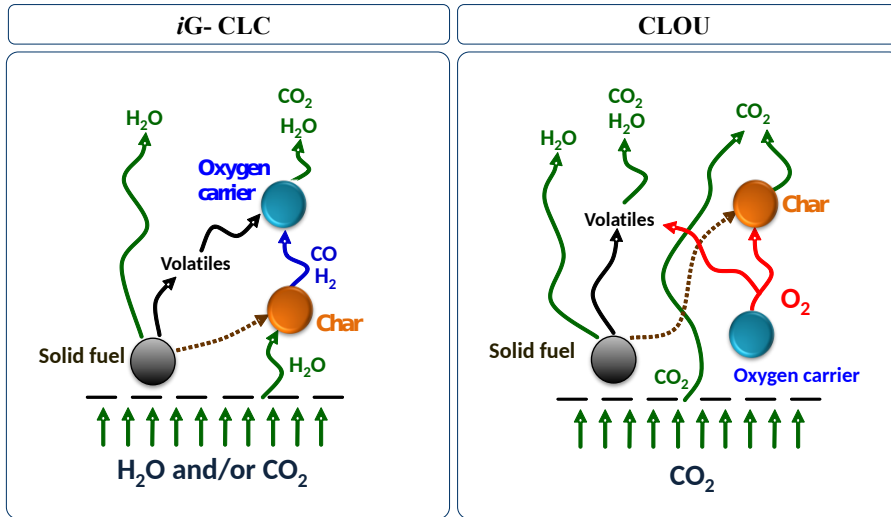 iG- CLC
H₂O
CO₂
H₂O
Oxygen
carrier
Volatiles
CO
H₂
Char
Solid fuel
H₂O
H₂O and/or CO₂
CLOU
CO₂
H₂O
H₂O
CO₂
Char
Volatiles
O₂
Solid fuel
CO₂
Oxygen carrier
CO₂